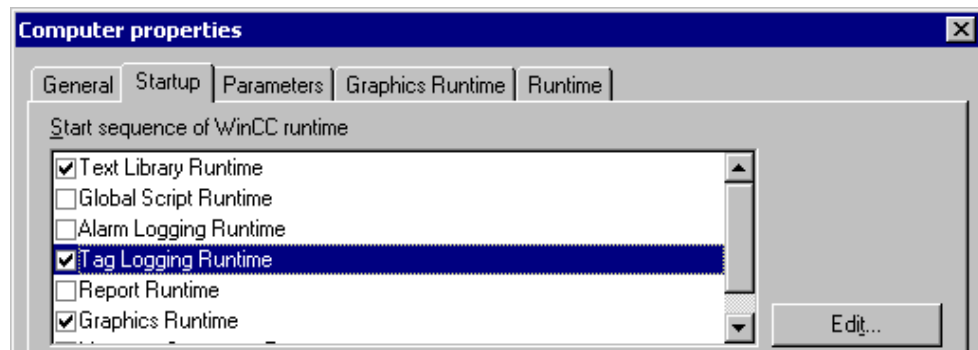 Computer properties
General Startup Parameters Graphics Runtime Runtime
Start sequence of WinCC runtime
Text Library Runtime
Global Script Runtime
Alarm Logging Runtime
Tag Logging Runtime
Report Runtime
Graphics Runtime
Edit...